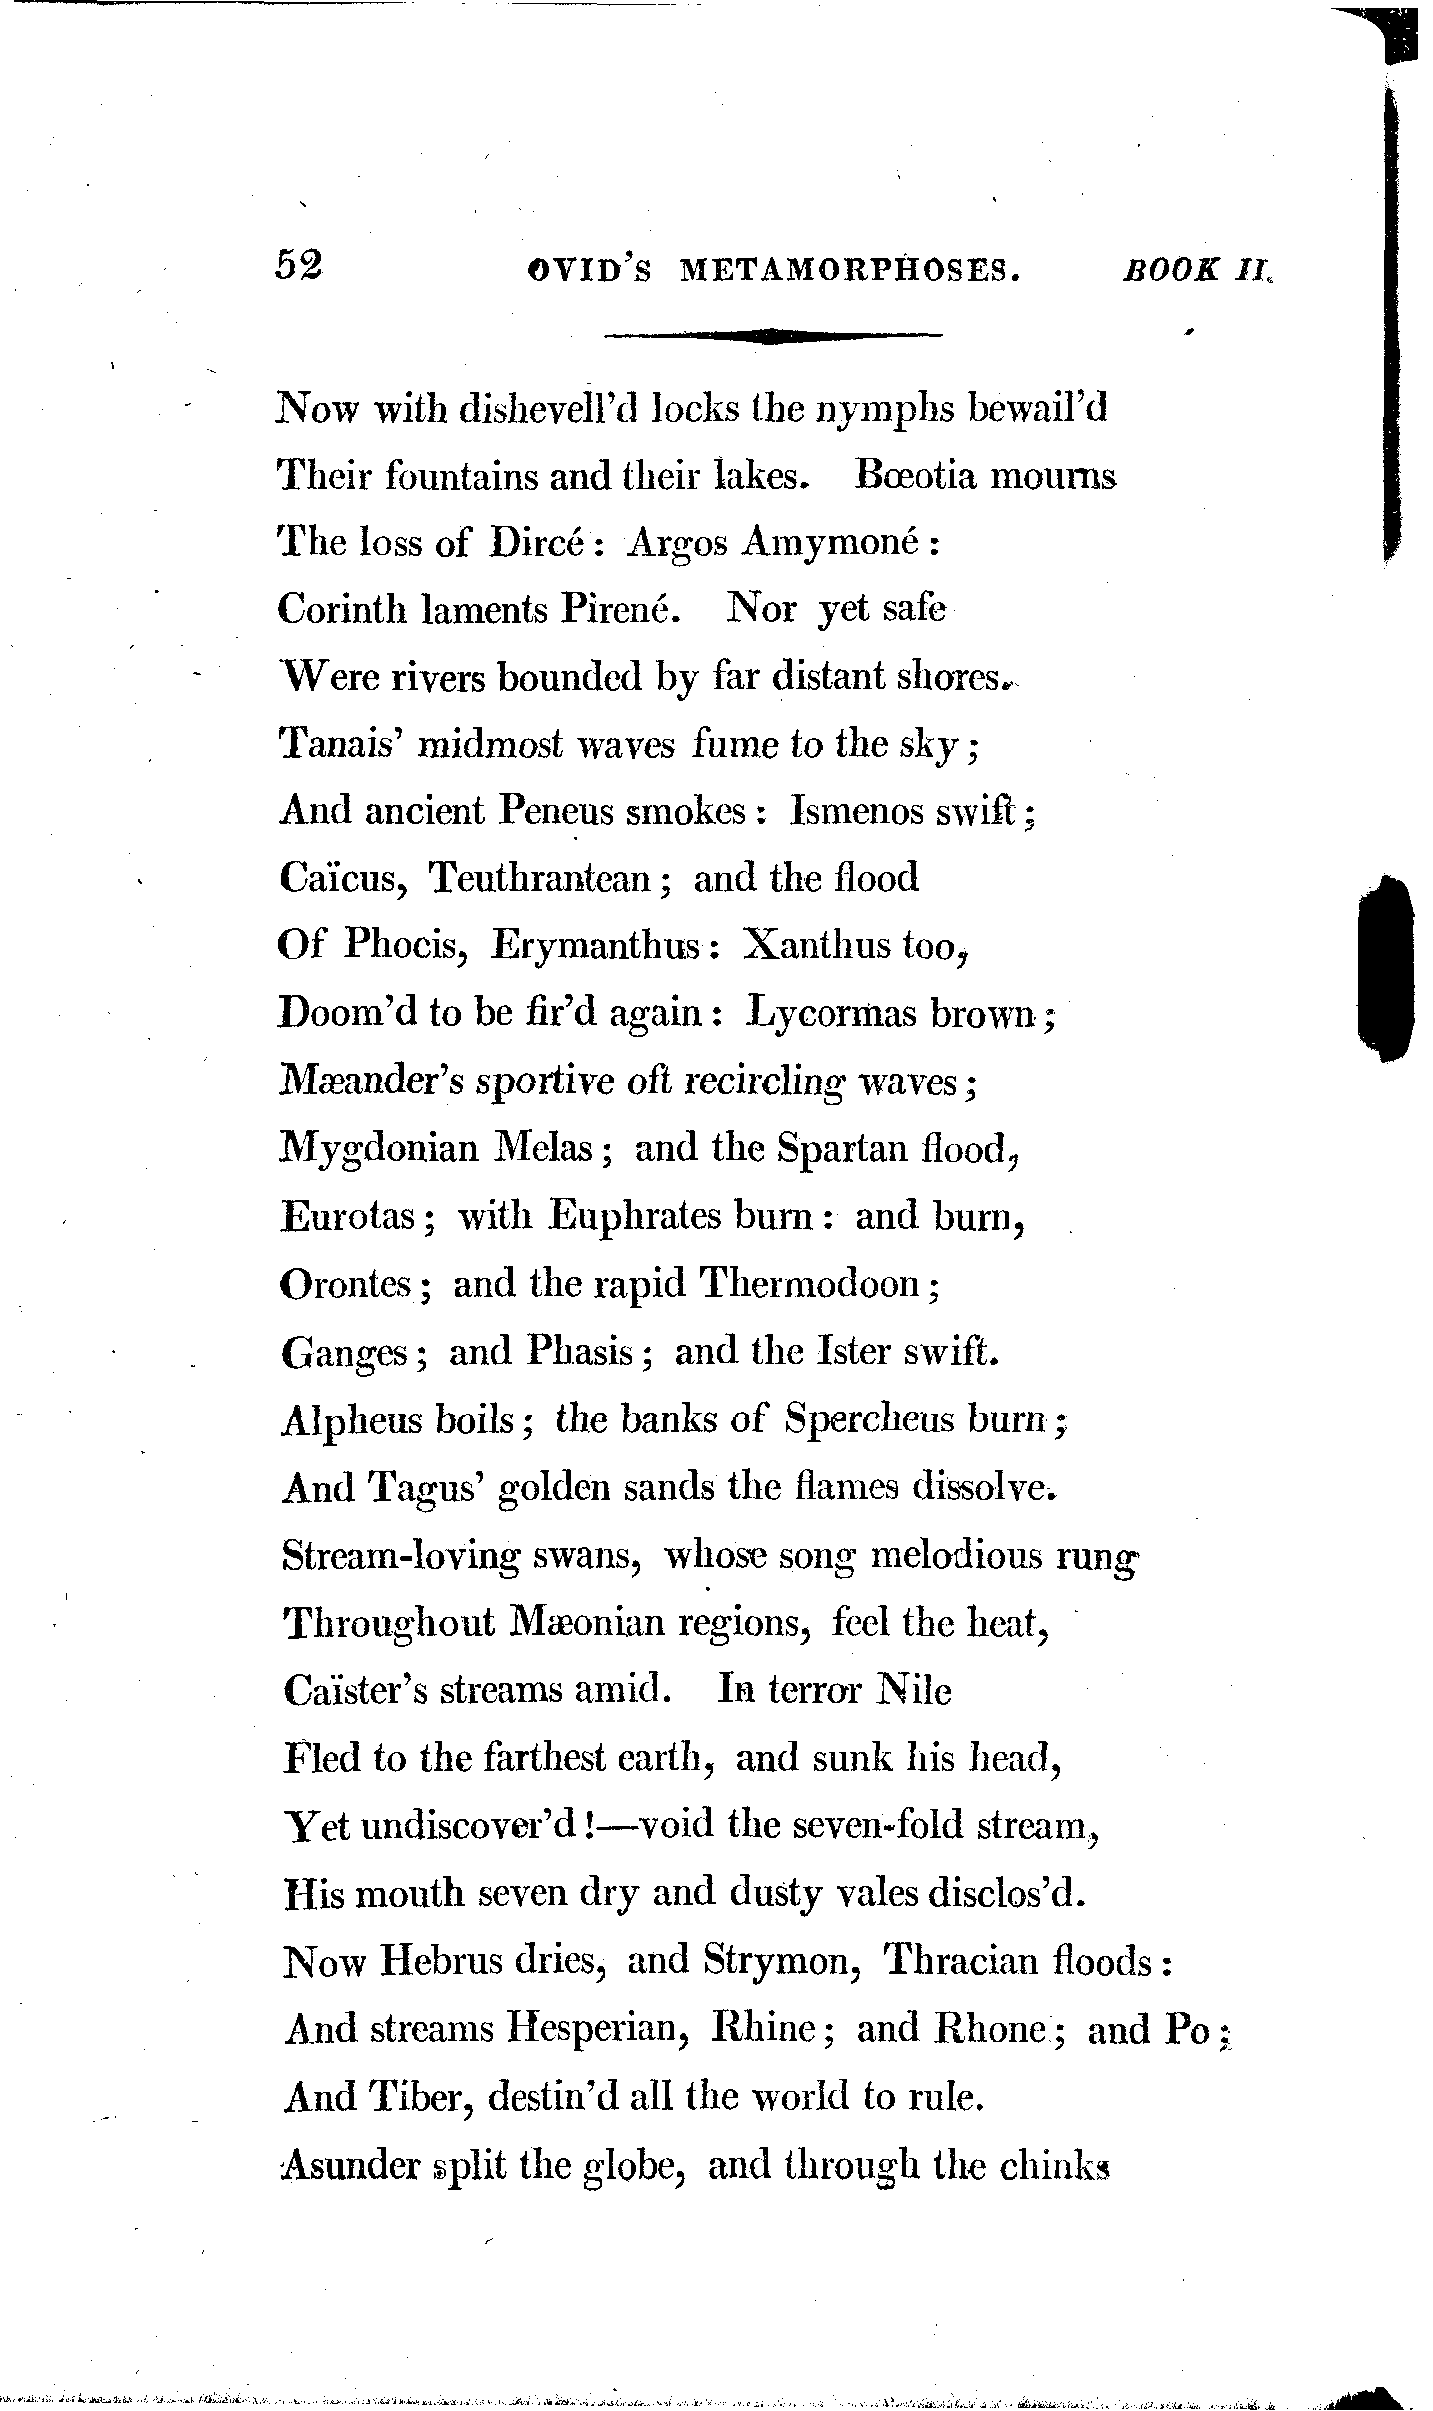 52 OVID'S METAMORPHOSES. BOOK II.
Now with dishevell'd locks the nymphs bewail'd
Their fountains and their lakes. Bœotia mourns
The loss of Dircé: Argos Amymoné:
Corinth laments Pirené. Nor yet safe
Were rivers bounded by far distant shores.
Tanais' midmost waves fume to the sky;
And ancient Peneus smokes: Ismenos swift;
Caïcus, Teuthrantean; and the flood
Of Phocis, Erymanthus: Xanthus too,
Doom'd to be fir'd again: Lycormas brown;
Mæander's sportive oft recircling waves;
Mygdonian Melas; and the Spartan flood,
Eurotas; with Euphrates burn: and burn,
Orontes; and the rapid Thermodoon;
Ganges; and Phasis; and the Ister swift.
Alpheus boils; the banks of Spercheus burn;
And Tagus' golden sands the flames dissolve.
Stream-loving swans, whose song melodious rung
Throughout Mæonian regions, feel the heat,
Caïster's streams amid. In terror Nile
Fled to the farthest earth, and sunk his head,
Yet undiscover'd!—void the seven-fold stream,
His mouth seven dry and dusty vales disclos'd.
Now Hebrus dries, and Strymon, Thracian floods:
And streams Hesperian, Rhine; and Rhone; and Po;
And Tiber, destin'd all the world to rule.
Asunder split the globe, and through the chinks